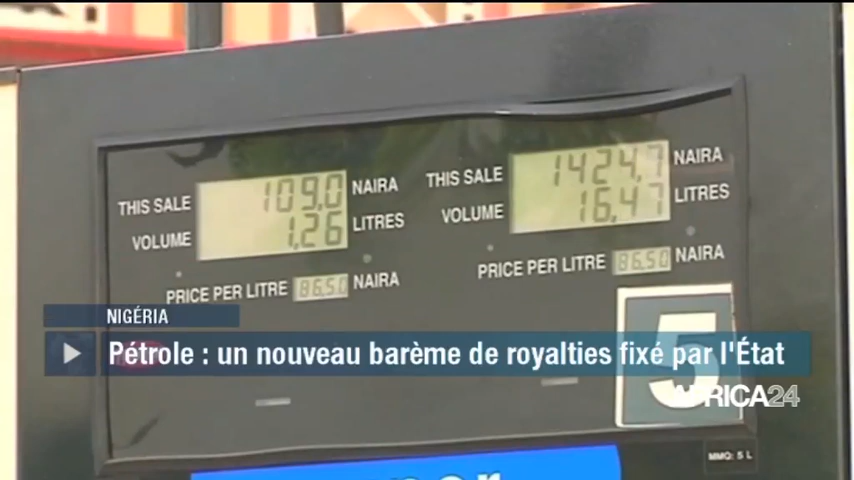 THIS SALE 109,0 NAIRA
VOLUME 1,26 LITRES
PRICE PER LITRE 86,50 NAIRA
THIS SALE 1424,7 NAIRA
VOLUME 16,47 LITRES
PRICE PER LITRE 86,50 NAIRA
5
NIGÉRIA
Pétrole : un nouveau barème de royalties fixé par l'État
AFRICA24
MMQ: 5 L